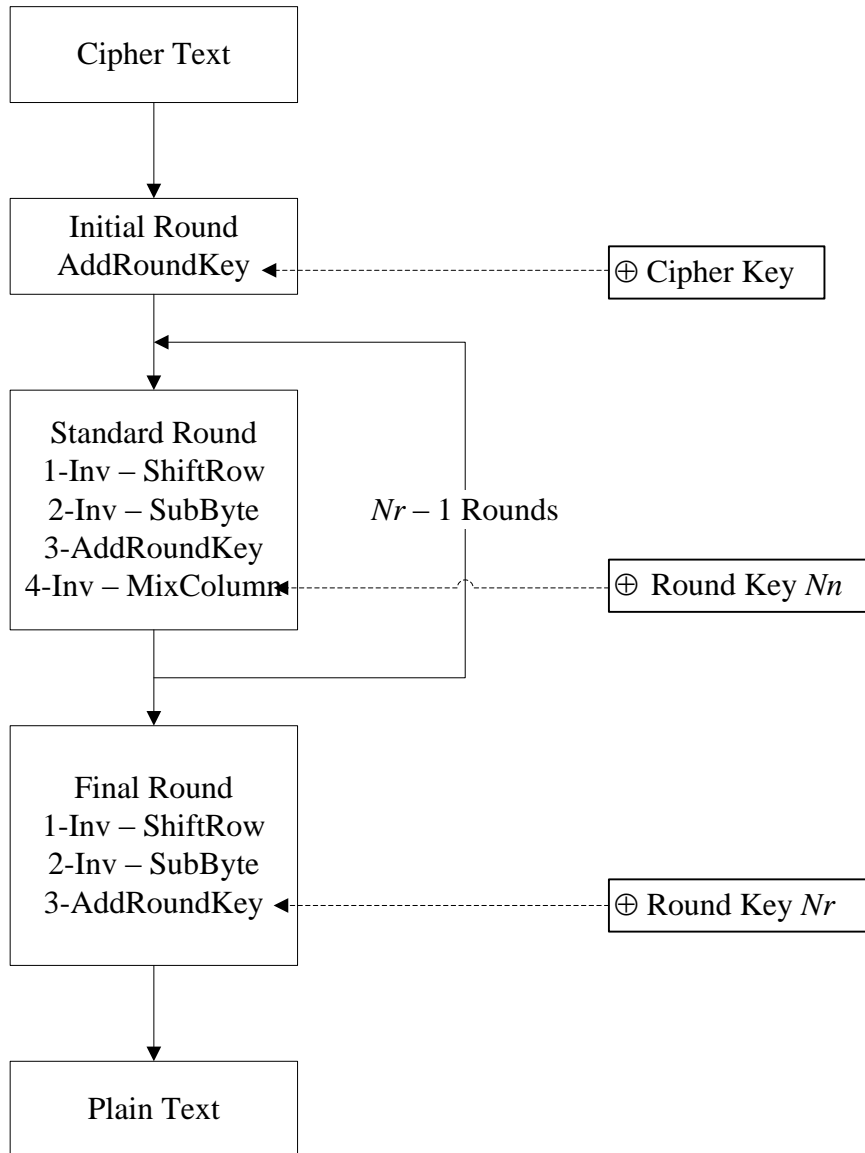 Cipher Text
Initial Round
AddRoundKey
⊕ Cipher Key
Standard Round
1-Inv – ShiftRow
2-Inv – SubByte
3-AddRoundKey
4-Inv – MixColumn
Nr – 1 Rounds
⊕ Round Key Nn
Final Round
1-Inv – ShiftRow
2-Inv – SubByte
3-AddRoundKey
⊕ Round Key Nr
Plain Text